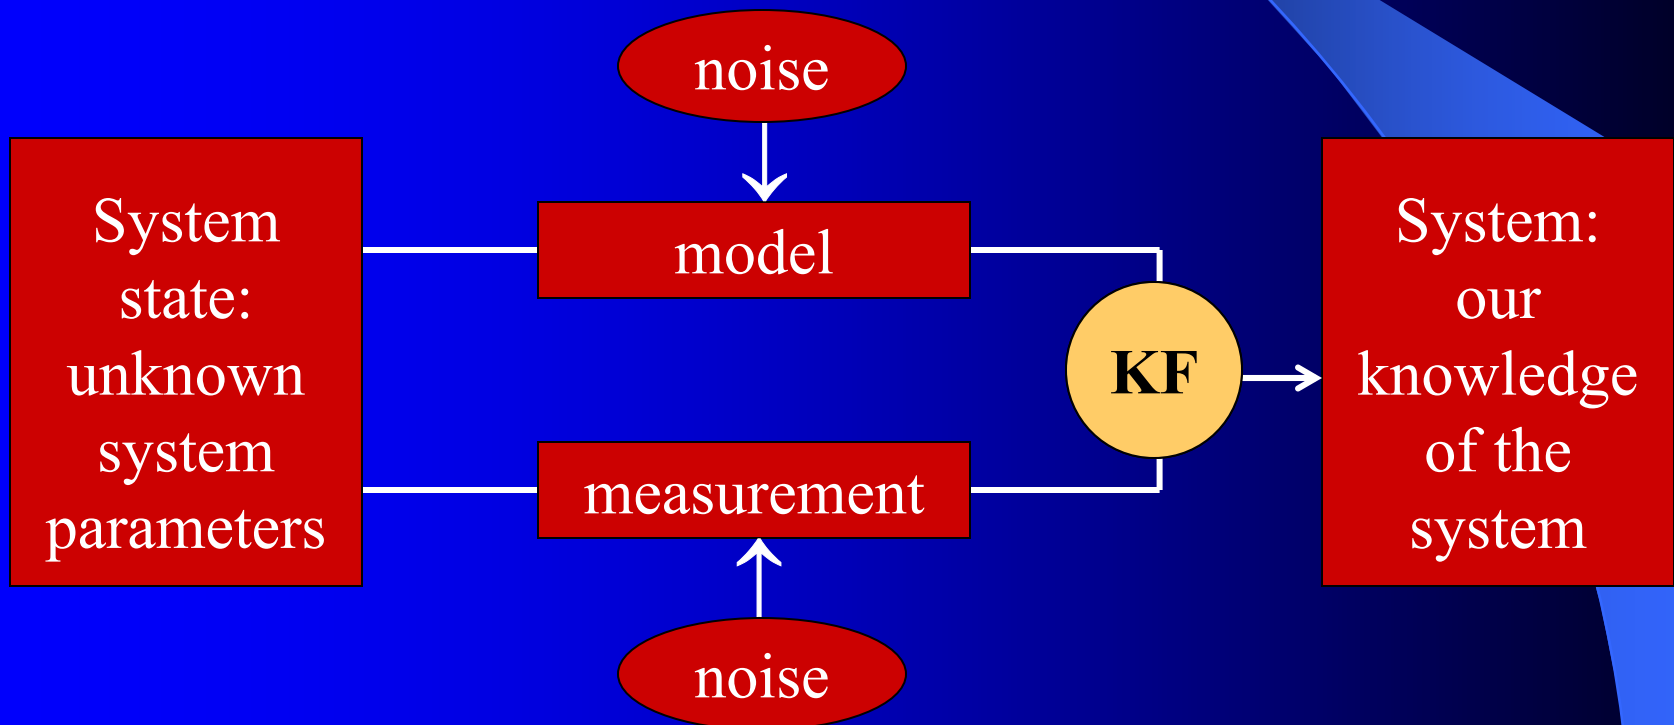 noise
System
state:
unknown
system
parameters
model
measurement
noise
KF
System:
our
knowledge
of the
system